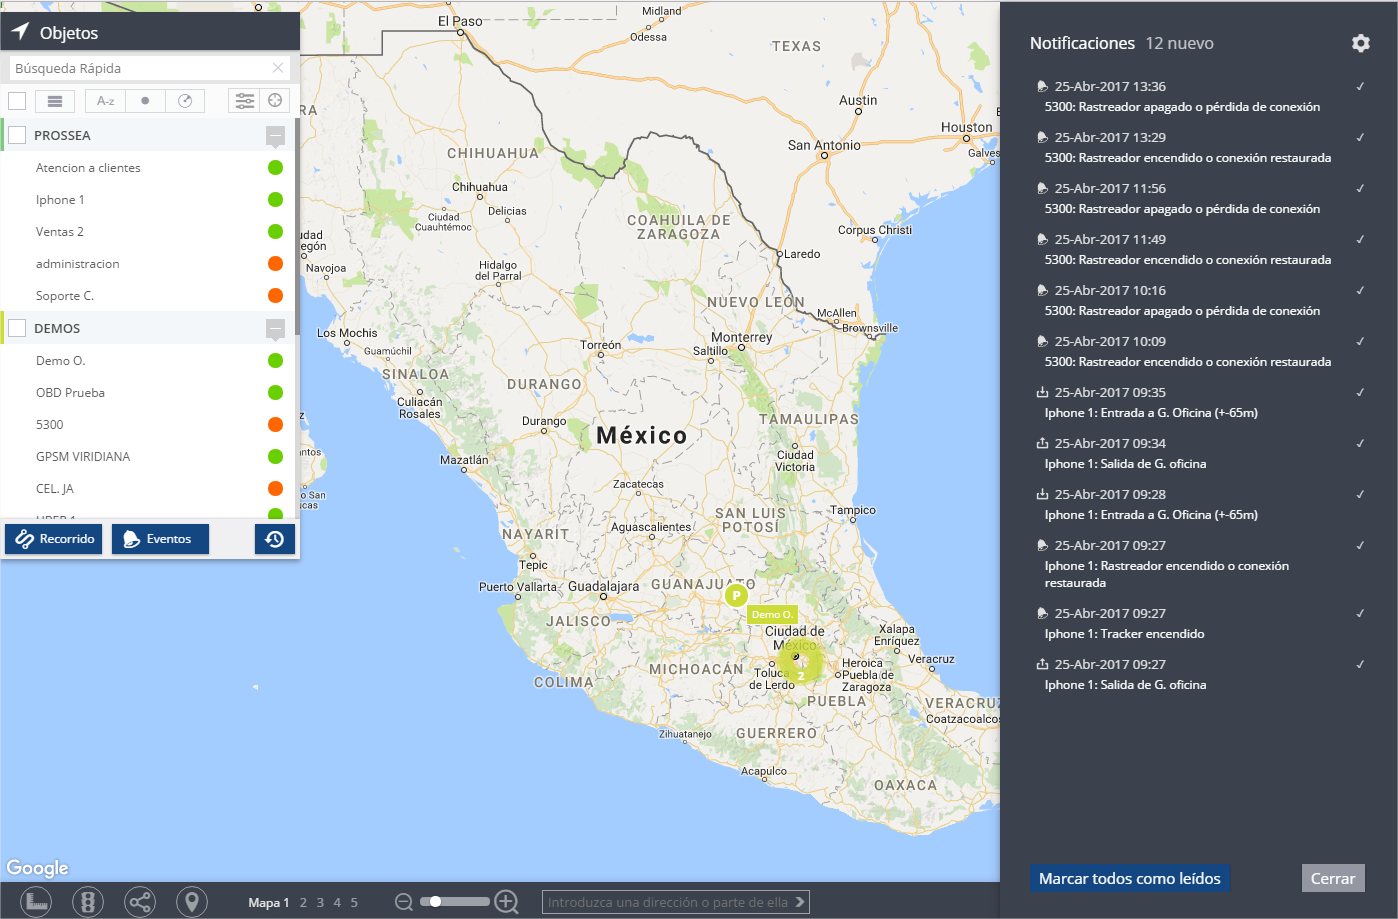 Objetos
Búsqueda Rápida
A-z
PROSSEA
Atencion a clientes
Iphone 1
Ventas 2
administracion
Soporte C.
DEMOS
Demo O.
OBD Prueba
5300
GPSM VIRIDIANA
CEL. JA
Recorrido
Eventos
El Paso
Midland
Odessa
TEXAS
Austin
Houston
San Antonio
Galves
CHIHUAHUA
Chihuahua
Delicias
Ciudad
Cuauhtémoc
COAHUILA DE
ZARAGOZA
Corpus Christi
Laredo
Navojoa
Hidalgo
del Parral
NUEVO LEÓN
McAllen
Brownsville
Los Mochis
Guamúchil
Torreón
Monterrey
Saltillo
SINALOA
DURANGO
Culiacán
Rosales
Durango
TAMAULIPAS
México
Ciudad
Victoria
Mazatlán
Zacatecas
SAN LUIS
POTOSÍ
Tampico
Aguascalientes
NAYARIT
Tepic
Puerto Vallarta
Guadalajara
GUANAJUATO
P
Demo O.
JALISCO
Ciudad de
México
Xalapa
Enríquez
Veracruz
MICHOACÁN
Toluca
de Lerdo
2
Heroica
Puebla de
Zaragoza
COLIMA
PUEBLA
VERACRUZ
Coatzacoalcos
Zihuatanejo
GUERRERO
Acapulco
OAXACA
Google
Mapa 1 2 3 4 5
Introduzca una dirección o parte de ella
Notificaciones 12 nuevo
25-Abr-2017 13:36
5300: Rastreador apagado o pérdida de conexión
25-Abr-2017 13:29
5300: Rastreador encendido o conexión restaurada
25-Abr-2017 11:56
5300: Rastreador apagado o pérdida de conexión
25-Abr-2017 11:49
5300: Rastreador encendido o conexión restaurada
25-Abr-2017 10:16
5300: Rastreador apagado o pérdida de conexión
25-Abr-2017 10:09
5300: Rastreador encendido o conexión restaurada
25-Abr-2017 09:35
Iphone 1: Entrada a G. Oficina (+-65m)
25-Abr-2017 09:34
Iphone 1: Salida de G. oficina
25-Abr-2017 09:28
Iphone 1: Entrada a G. Oficina (+-65m)
25-Abr-2017 09:27
Iphone 1: Rastreador encendido o conexión
restaurada
25-Abr-2017 09:27
Iphone 1: Tracker encendido
25-Abr-2017 09:27
Iphone 1: Salida de G. oficina
Marcar todos como leídos
Cerrar